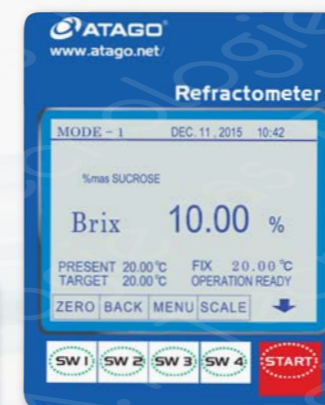 ATAGO®
www.atago.net/
Refractometer
MODE - 1 DEC. 11 , 2015 10:42
%mas SUCROSE
Brix 10.00 %
PRESENT 20.00 ℃ FIX 20.00 ℃
TARGET 20.00 ℃ OPERATION READY
ZERO BACK MENU SCALE
SW 1 SW 2 SW 3 SW 4 START